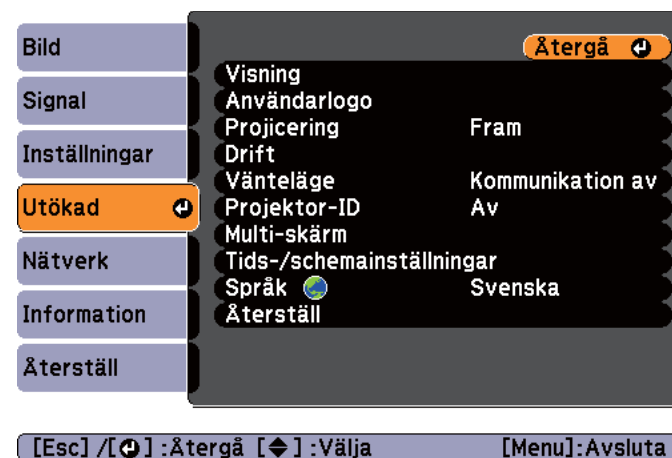 Bild
Signal
Inställningar
Utökad
Nätverk
Information
Återställ
Återgå
Visning
Användarlogo
Projicering Fram
Drift
Vänteläge Kommunikation av
Projektor-ID Av
Multi-skärm
Tids-/schemainställningar
Språk Svenska
Återställ
[Esc] /[ ] :Återgå [ ] :Välja [Menu]:Avsluta